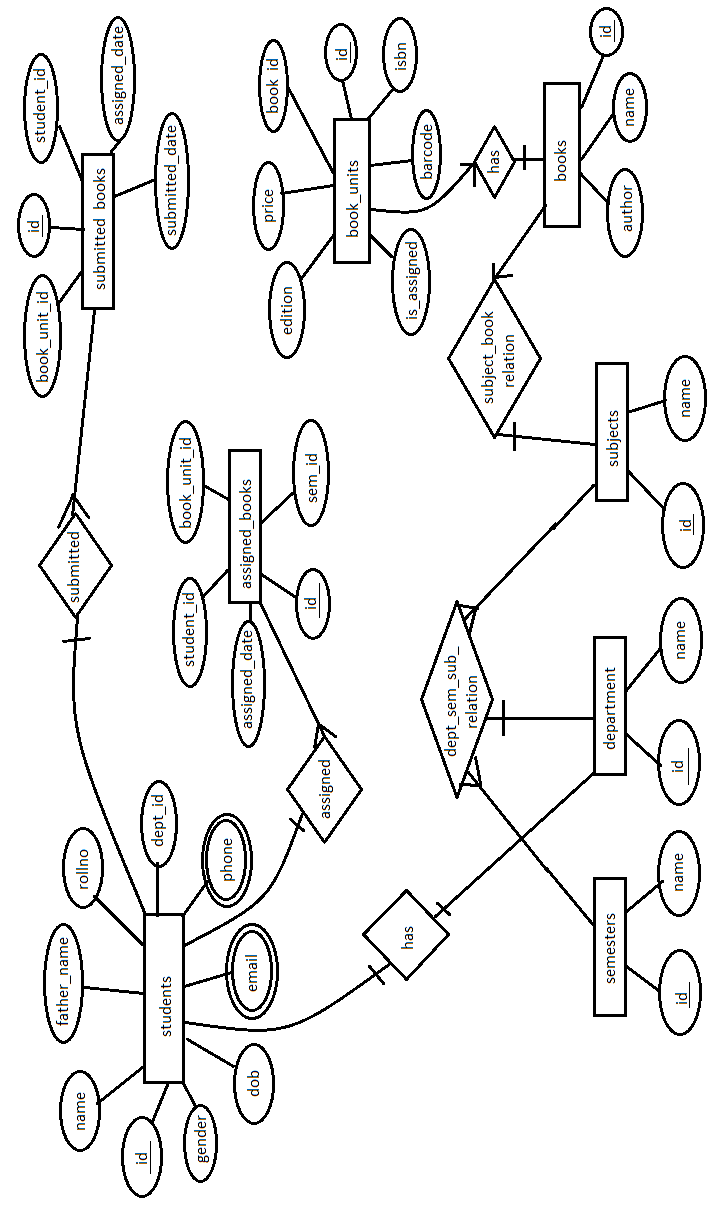 name
father_name
rollno
id
students
dept_id
gender
dob
email
phone
submitted
book_unit_id
id
student_id
submitted_books
assigned_date
submitted_date
student_id
book_unit_id
assigned_date
assigned_books
id
sem_id
assigned
edition
price
book_id
book_units
id
isbn
is_assigned
barcode
has
has
dept_sem_sub_
relation
subject_book
relation
books
author
name
id
semesters
id
name
department
id
name
subjects
id
name